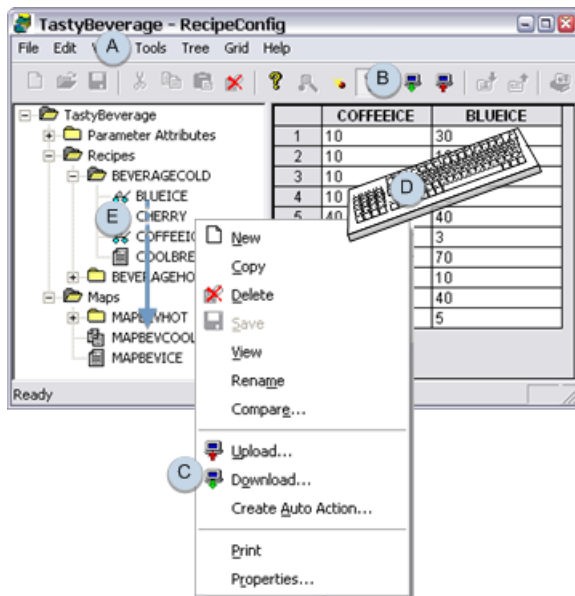 TastyBeverage - RecipeConfig
File Edit V A Tools Tree Grid Help
B
TastyBeverage
Parameter Attributes
Recipes
BEVERAGECOLD
BLUEICE
E CHERRY
COFFEEIC
COOLBRE
BEVERAGEHO
Maps
MAPBEVHOT
MAPBEVCOOL
MAPBEVICE
Ready
COFFEEICE BLUEICE
1 10 30
2 10
3 10
4 10
D
5 40 40
3
70
10
40
5
New
Copy
Delete
Save
View
Rename
Compare...
Upload...
C Download...
Create Auto Action...
Print
Properties...